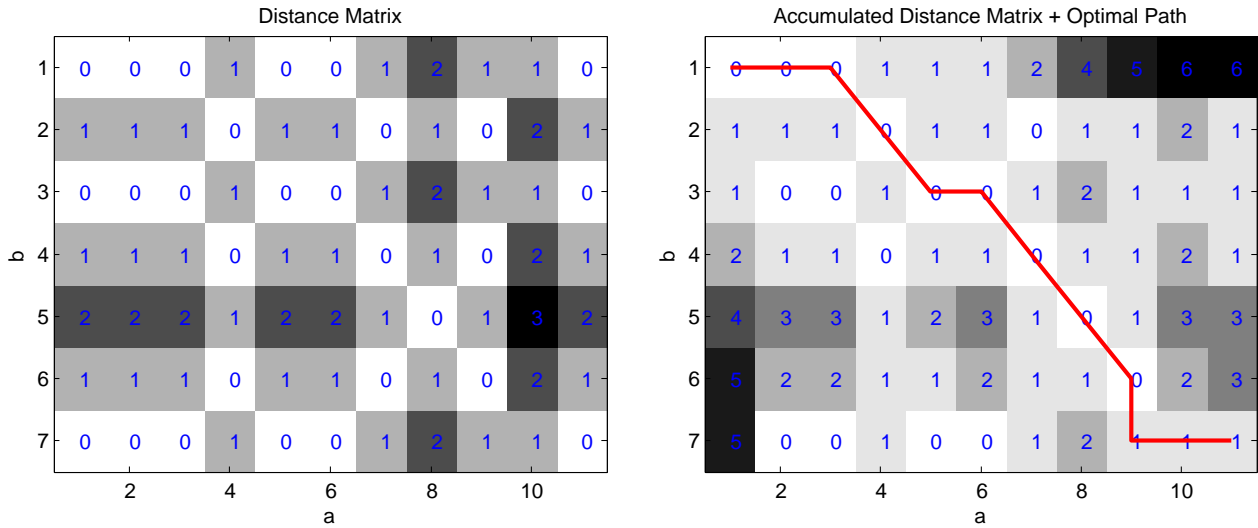 Distance Matrix
1 0 0 0 1 0 0 1 2 1 1 0
2 1 1 1 0 1 1 0 1 0 2 1
3 0 0 0 1 0 0 1 2 1 1 0
4 1 1 1 0 1 1 0 1 0 2 1
5 2 2 2 1 2 2 1 0 1 3 2
6 1 1 1 0 1 1 0 1 0 2 1
7 0 0 0 1 0 0 1 2 1 1 0
b
2 4 6 8 10
a
Accumulated Distance Matrix + Optimal Path
1 0 0 0 1 1 1 2 4 5 6 6
2 1 1 1 0 1 1 0 1 1 2 1
3 1 0 0 1 0 0 1 2 1 1 1
4 2 1 1 0 1 1 0 1 1 2 1
5 4 3 3 1 2 3 1 0 1 3 3
6 5 2 2 1 1 2 1 1 0 2 3
7 5 0 0 1 0 0 1 2 1 1 1
b
2 4 6 8 10
a